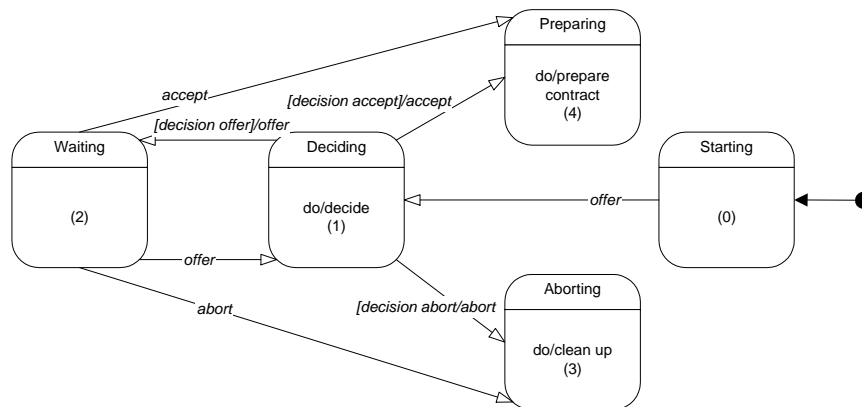 Preparing
do/prepare
contract
(4)
accept
[decision accept]/accept
[decision offer]/offer
Waiting
(2)
Deciding
do/decide
(1)
Starting
(0)
offer
offer
abort
[decision abort/abort
Aborting
do/clean up
(3)